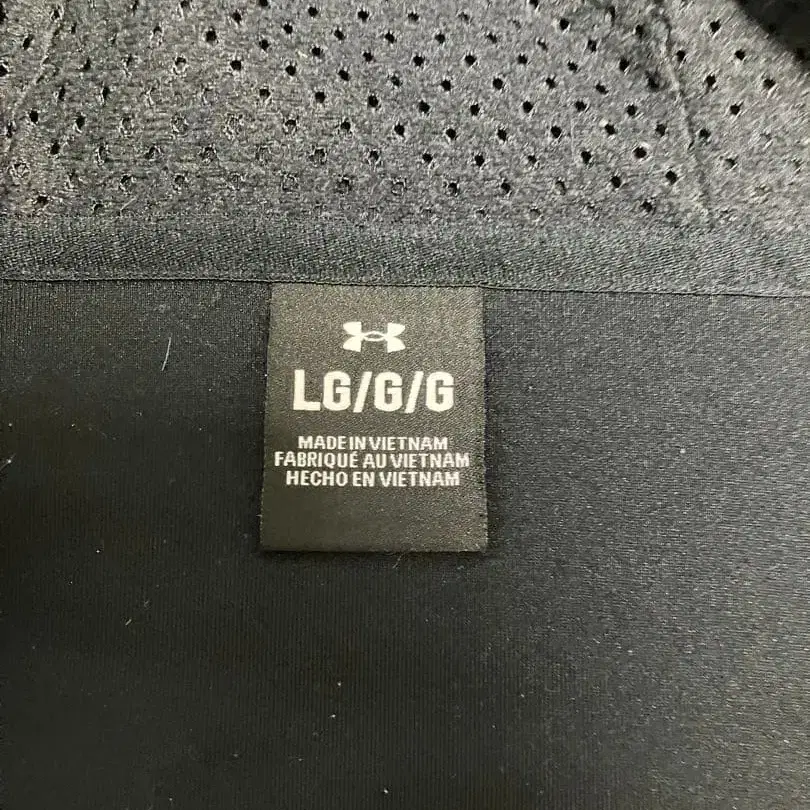 LG/G/G
MADE IN VIETNAM
FABRIQUÉ AU VIETNAM
HECHO EN VIETNAM